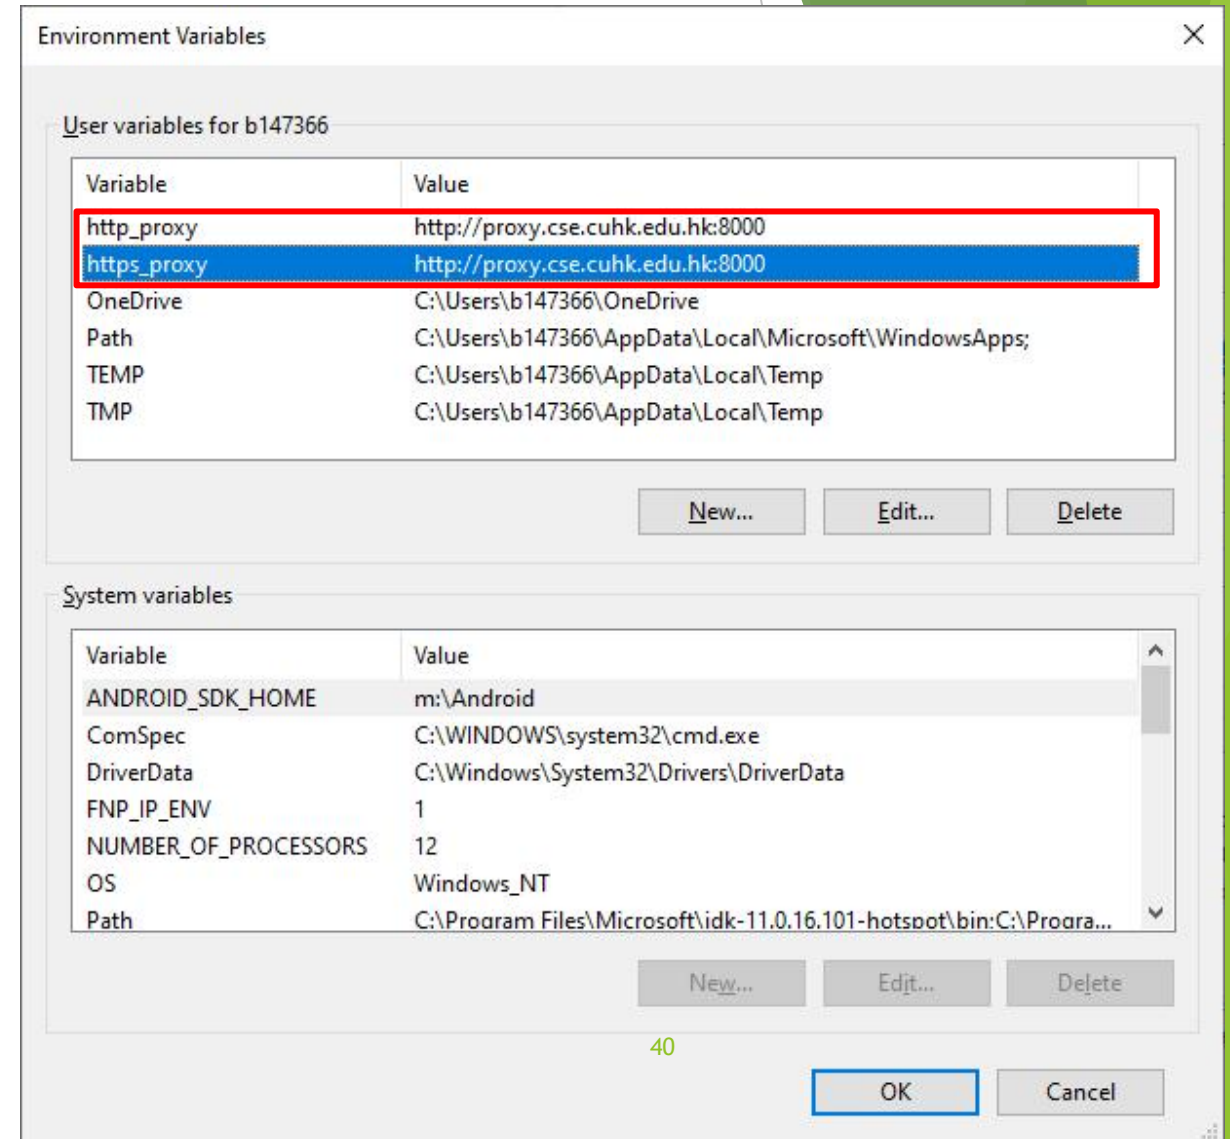 Environment Variables
User variables for b147366
Variable Value
http_proxy http://proxy.cse.cuhk.edu.hk:8000
https_proxy http://proxy.cse.cuhk.edu.hk:8000
OneDrive C:\Users\b147366\OneDrive
Path C:\Users\b147366\AppData\Local\Microsoft\WindowsApps;
TEMP C:\Users\b147366\AppData\Local\Temp
TMP C:\Users\b147366\AppData\Local\Temp
New... Edit... Delete
System variables
Variable Value
ANDROID_SDK_HOME m:\Android
ComSpec C:\WINDOWS\system32\cmd.exe
DriverData C:\Windows\System32\Drivers\DriverData
FNP_IP_ENV 1
NUMBER_OF_PROCESSORS 12
OS Windows_NT
Path C:\Program Files\Microsoft\jdk-11.0.16.101-hotspot\bin;C:\Progra...
New... Edit... Delete
40
OK Cancel